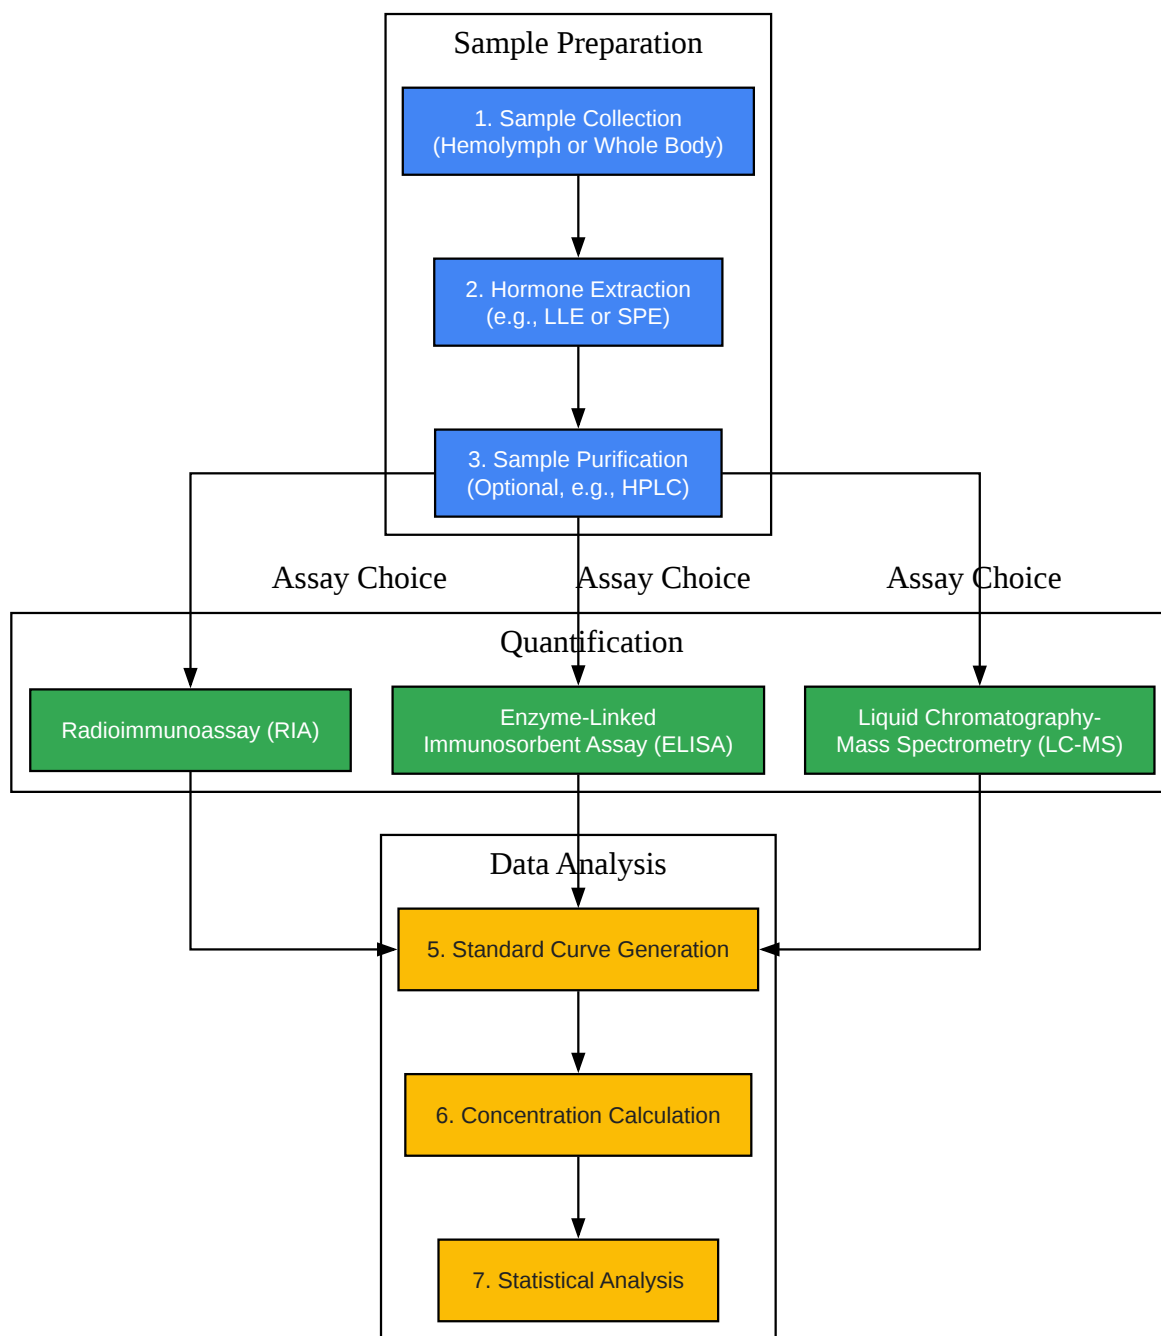 Sample Preparation
1. Sample Collection
(Hemolymph or Whole Body)
2. Hormone Extraction
(e.g., LLE or SPE)
3. Sample Purification
(Optional, e.g., HPLC)
Assay Choice
Assay Choice
Assay Choice
Quantification
Radioimmunoassay (RIA)
Enzyme-Linked
Immunosorbent Assay (ELISA)
Liquid Chromatography-
Mass Spectrometry (LC-MS)
Data Analysis
5. Standard Curve Generation
6. Concentration Calculation
7. Statistical Analysis